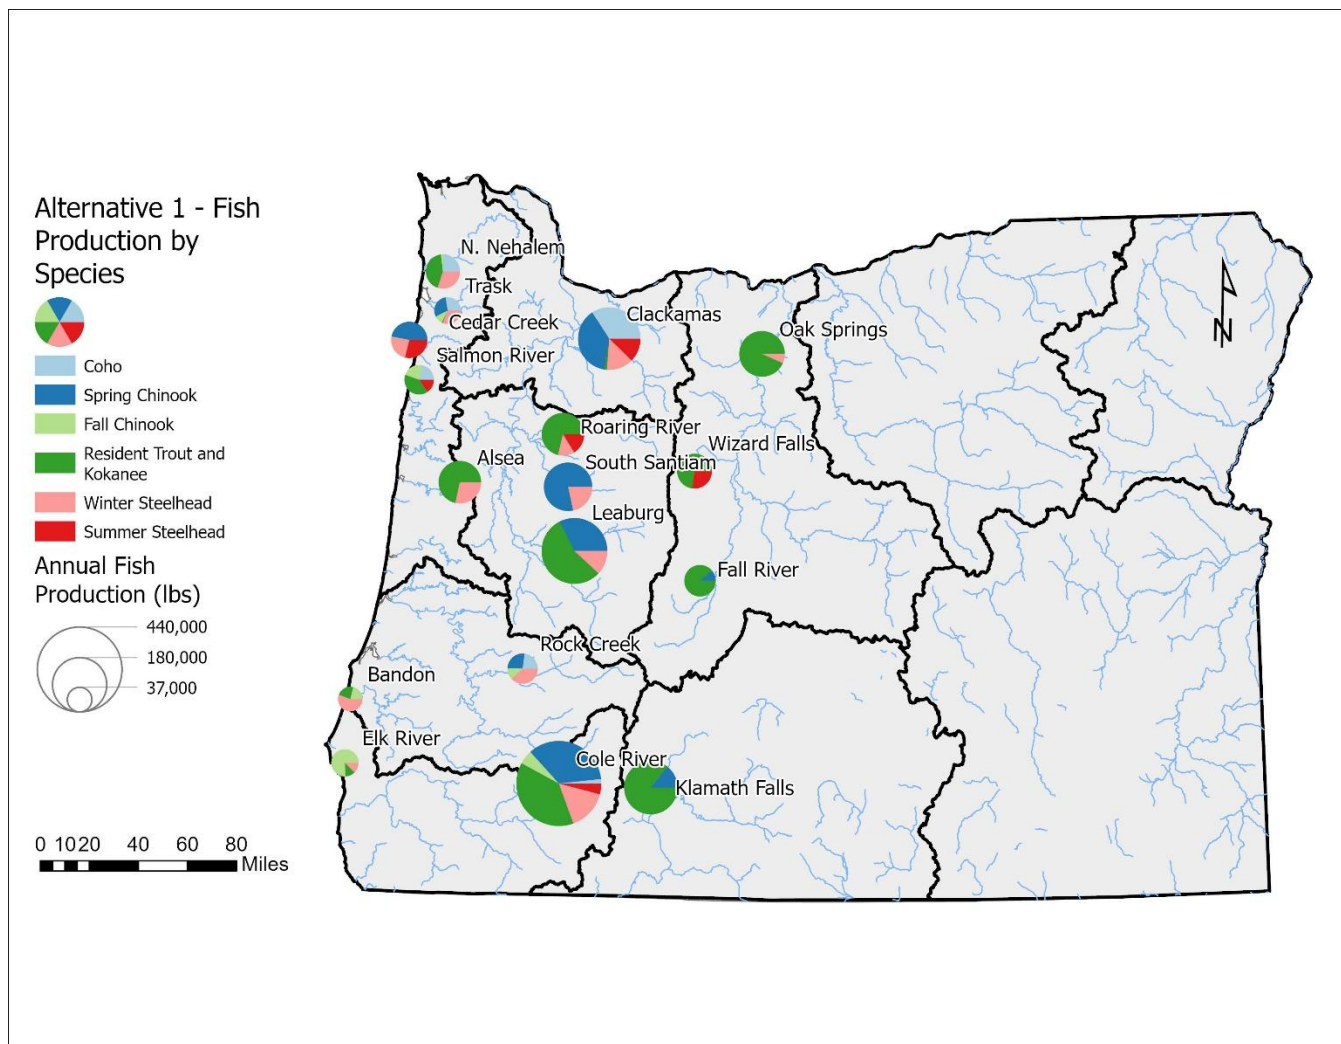 Alternative 1 - Fish
Production by
Species
Coho
Spring Chinook
Fall Chinook
Resident Trout and
Kokanee
Winter Steelhead
Summer Steelhead
Annual Fish
Production (lbs)
440,000
180,000
37,000
0 10 20 40 60 80
Miles
N. Nehalem
Trask
Cedar Creek
Salmon River
Clackamas
Oak Springs
Roaring River
Wizard Falls
Alsea
South Santiam
Leaburg
Fall River
Rock Creek
Bandon
Elk River
Cole River
Klamath Falls
N